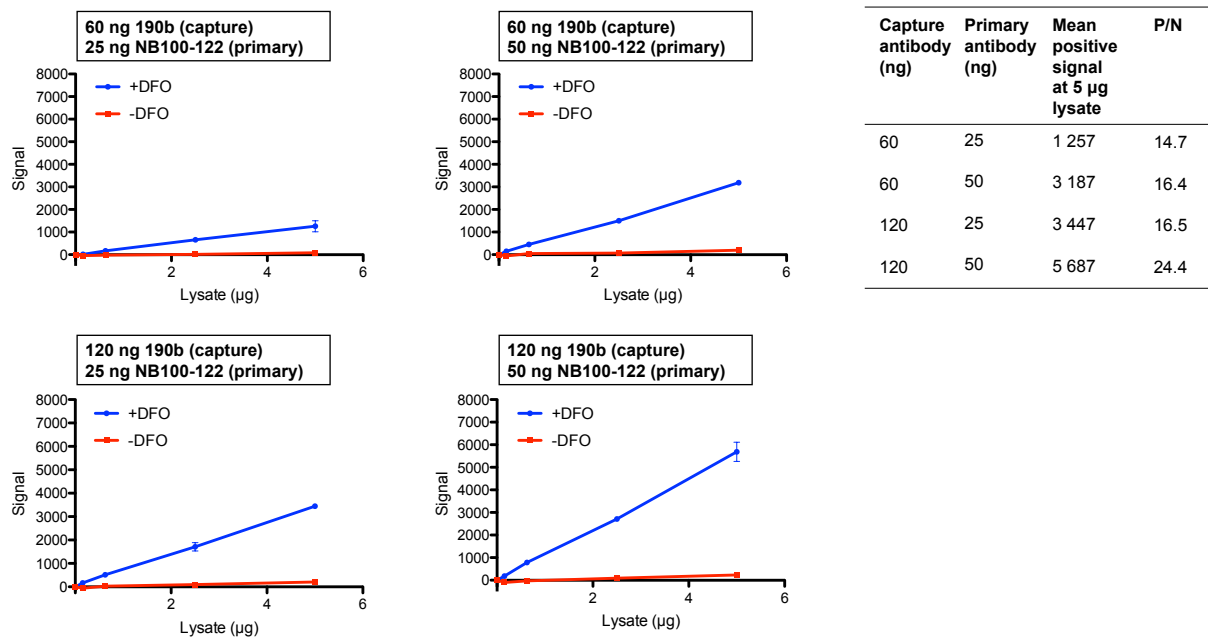 60 ng 190b (capture)
25 ng NB100-122 (primary)
8000
7000
6000
5000
4000
3000
2000
1000
0
Signal
+DFO
-DFO
2
4
6
Lysate (µg)
60 ng 190b (capture)
50 ng NB100-122 (primary)
8000
7000
6000
5000
4000
3000
2000
1000
0
Signal
+DFO
-DFO
2
4
6
Lysate (µg)
Capture antibody (ng) Primary antibody (ng) Mean positive signal at 5 µg lysate P/N
60 25 1 257 14.7
60 50 3 187 16.4
120 25 3 447 16.5
120 50 5 687 24.4
120 ng 190b (capture)
25 ng NB100-122 (primary)
8000
7000
6000
5000
4000
3000
2000
1000
0
Signal
+DFO
-DFO
2
4
6
Lysate (µg)
120 ng 190b (capture)
50 ng NB100-122 (primary)
8000
7000
6000
5000
4000
3000
2000
1000
0
Signal
+DFO
-DFO
2
4
6
Lysate (µg)